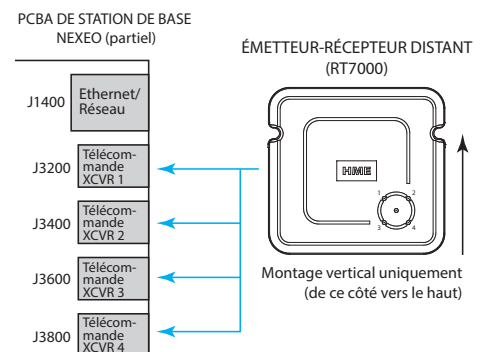 PCBA DE STATION DE BASE
NEXEO (partiel)
ÉMETTEUR-RÉCEPTEUR DISTANT
(RT7000)
J1400
Ethernet/
Réseau
J3200
Télécom-
mande
XCVR 1
J3400
Télécom-
mande
XCVR 2
J3600
Télécom-
mande
XCVR 3
J3800
Télécom-
mande
XCVR 4
HME
1 2
3 4
Montage vertical uniquement
(de ce côté vers le haut)